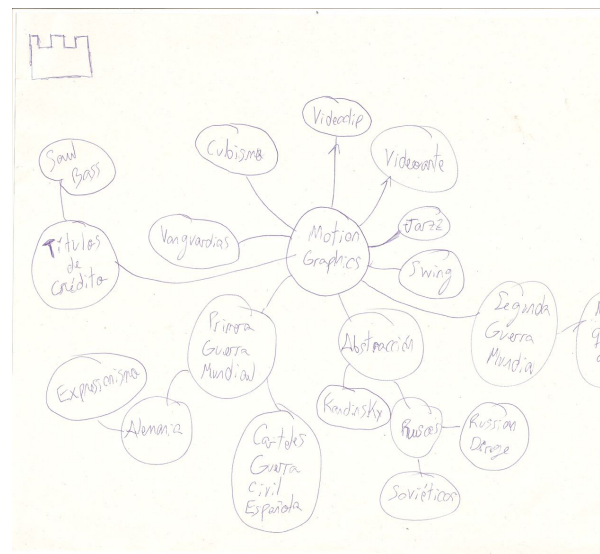 Videoclip
Saul
Bass
Cubismo
Videoarte
Títulos
de
Crédito
Vanguardias
Motion
Graphics
Jazz
Swing
Primera
Guerra
Mundial
Abstracción
Segunda
Guerra
Mundial
Expresionismo
Alemania
Kandinsky
Carteles
Guerra
Civil
Española
Rusos
Russian
Soviéticos